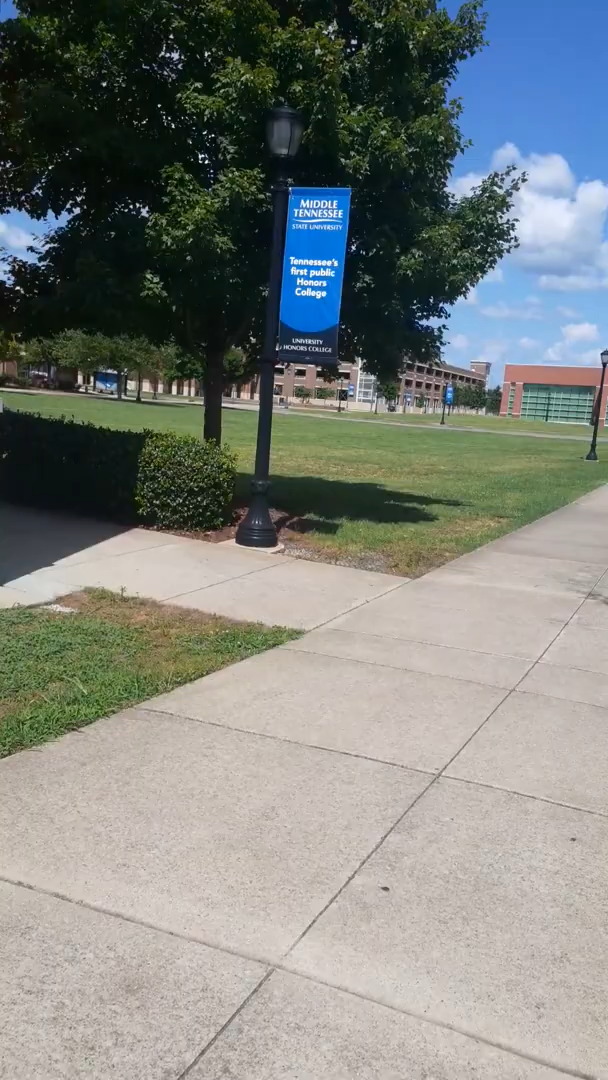 MIDDLE
TENNESSEE
STATE UNIVERSITY
Tennessee's
first public
Honors
College
UNIVERSITY
HONORS COLLEGE